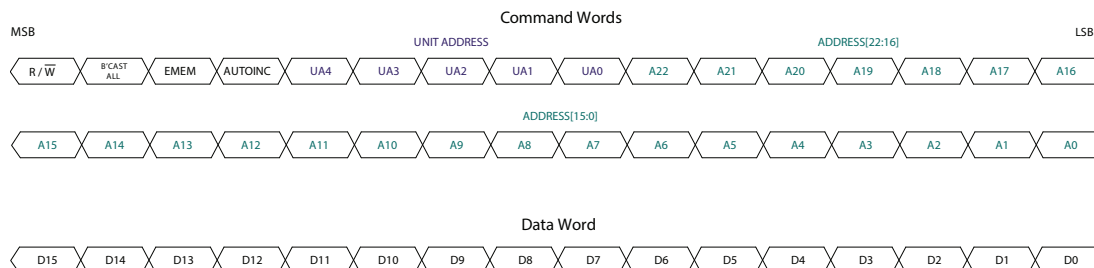 Command Words
MSB LSB
UNIT ADDRESS ADDRESS[22:16]
R / W B'CAST ALL EMEM AUTOINC UA4 UA3 UA2 UA1 UA0 A22 A21 A20 A19 A18 A17 A16
ADDRESS[15:0]
A15 A14 A13 A12 A11 A10 A9 A8 A7 A6 A5 A4 A3 A2 A1 A0
Data Word
D15 D14 D13 D12 D11 D10 D9 D8 D7 D6 D5 D4 D3 D2 D1 D0